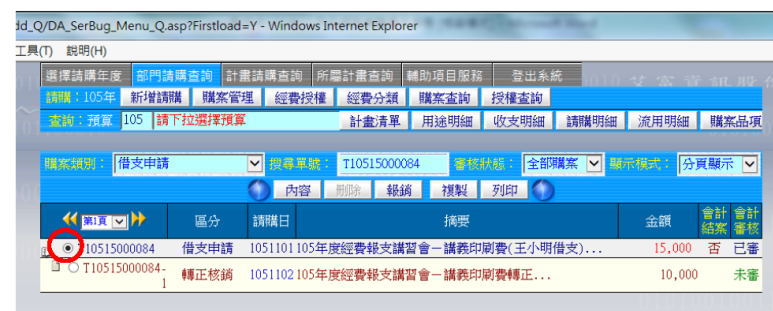 dd_Q/DA_SerBug_Menu_Q.asp?Firstload=Y - Windows Internet Explorer
工具(T) 說明(H)
選擇請購年度 部門請購查詢 計畫請購查詢 所屬計畫查詢 輔助項目服務 登出系統
請購：105年 新增請購 購案管理 經費授權 經費分類 購案查詢 授權查詢
查詢：預算 105 請下拉選擇預算 計畫清單 用途明細 收支明細 請購明細 流用明細 購案品項
購案類別： 借支申請 搜尋單號： T10515000084 審核狀態： 全部購案 顯示模式： 分頁顯示
內容 刪除 報銷 複製 列印
第1頁 區分 請購日 摘要 金額 會計結案 會計審核
T10515000084 借支申請 1051101 105年度經費報支講習會－講義印刷費(王小明借支)... 15,000 否 已審
T10515000084-1 轉正核銷 1051102 105年度經費報支講習會－講義印刷費轉正... 10,000 未審